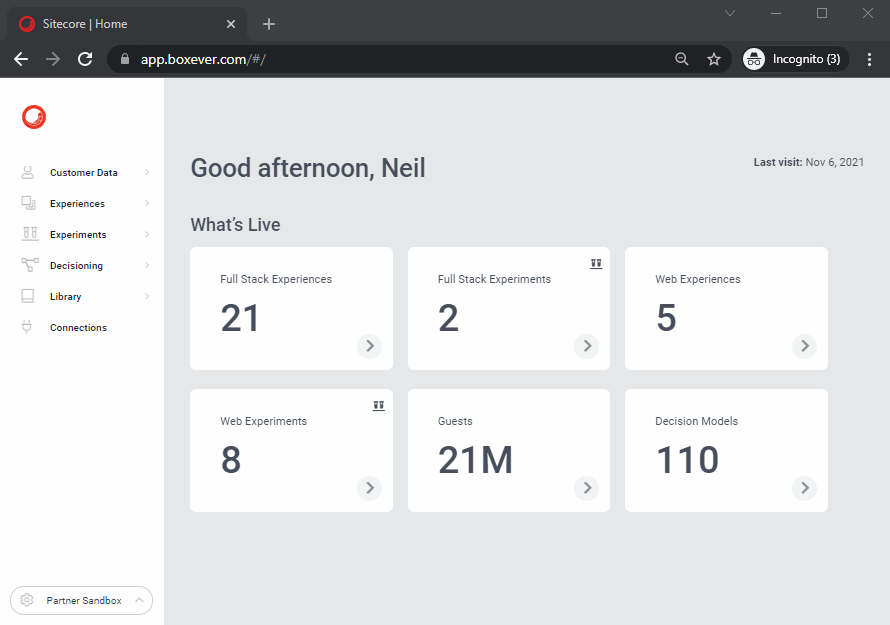 Sitecore | Home
app.boxever.com/#/
Incognito (3)
Customer Data
Experiences
Experiments
Decisioning
Library
Connections
Partner Sandbox
Good afternoon, Neil
Last visit: Nov 6, 2021
What's Live
Full Stack Experiences
21
Full Stack Experiments
2
Web Experiences
5
Web Experiments
8
Guests
21M
Decision Models
110